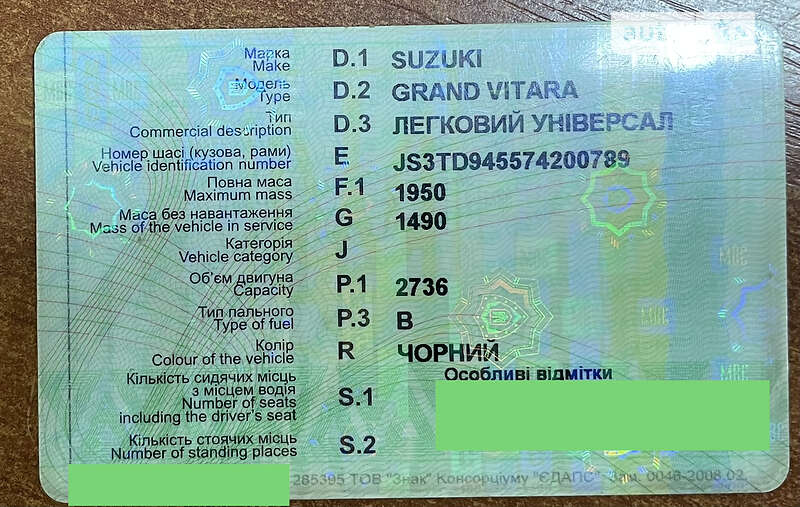 Марка D.1 SUZUKI
Make
Модель D.2 GRAND VITARA
Type
Тип D.3 ЛЕГКОВИЙ УНІВЕРСАЛ
Commercial description
Номер шасі (кузова, рами) E JS3TD945574200789
Vehicle identification number
Повна маса F.1 1950
Maximum mass
Маса без навантаження G 1490
Mass of the vehicle in service
Категорія J
Vehicle category
Об'єм двигуна P.1 2736
Capacity
Тип пального P.3 B
Type of fuel
Колір R ЧОРНИЙ
Colour of the vehicle
Особливі відмітки
Кількість сидячих місць
з місцем водія S.1
Number of seats
including the driver's seat
Кількість стоячих місць S.2
Number of standing places
285395 ТОВ "Знак" Консорціуму "ЄДАПС". Зам. 0046-2008.02.